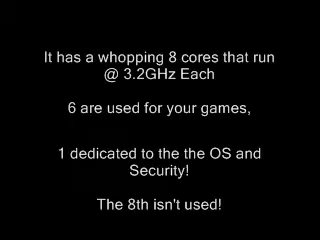 It has a whopping 8 cores that run
@ 3.2GHz Each
6 are used for your games,
1 dedicated to the the OS and
Security!
The 8th isn't used!